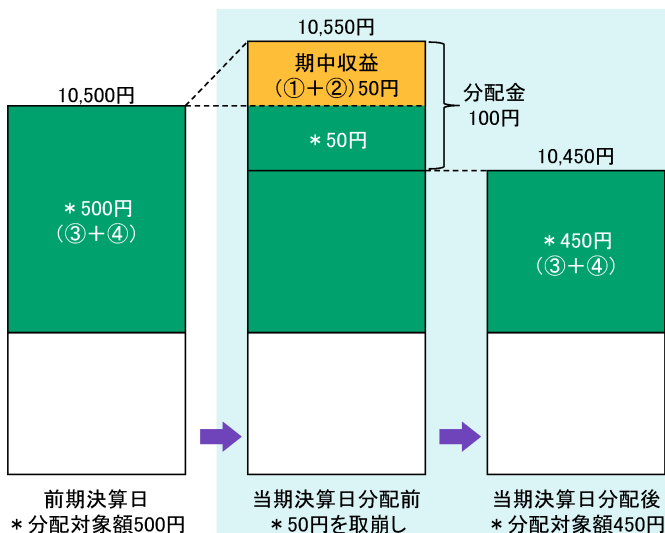 10,550円
期中収益
(①+②)50円
分配金
100円
10,500円
*50円
10,450円
*500円
(③+④)
*450円
(③+④)
前期決算日
*分配対象額500円
当期決算日分配前
*50円を取崩し
当期決算日分配後
*分配対象額450円